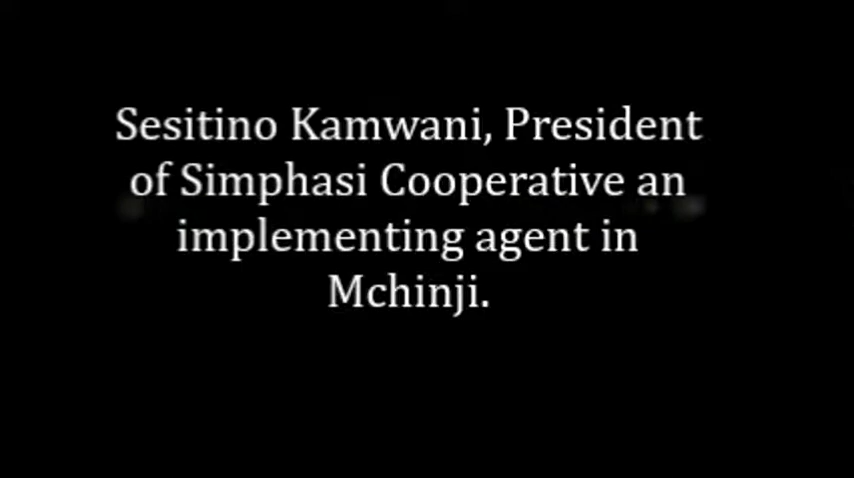 Sesitino Kamwani, President
of Simphasi Cooperative an
implementing agent in
Mchinji.